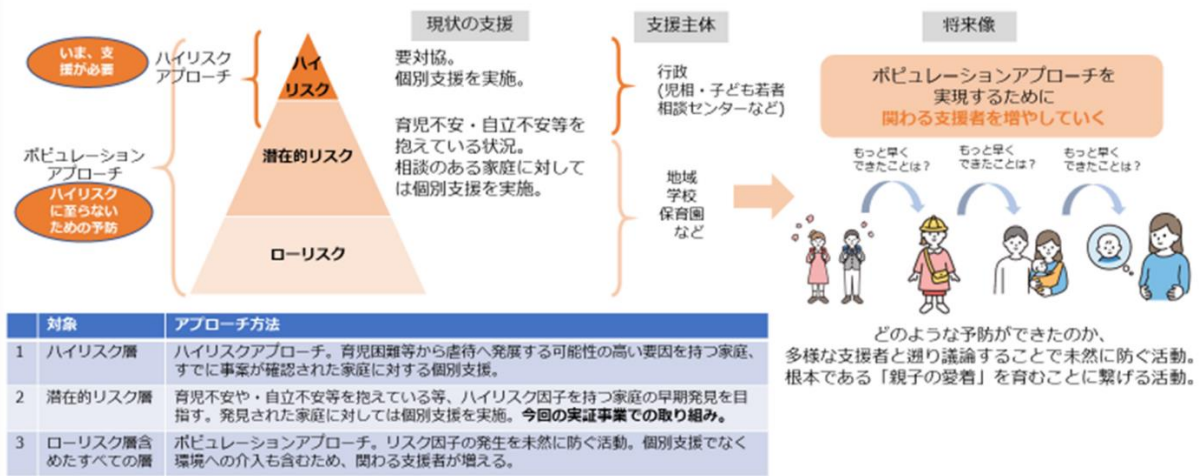 現状の支援
支援主体
将来像
いま、支
援が必要
ハイリスク
アプローチ
ハイ
リスク
要対協。
個別支援を実施。
行政
(児相・子ども若者
相談センターなど)
ポピュレーションアプローチを
実現するために
関わる支援者を増やしていく
ポピュレーション
アプローチ
ハイリスク
に至らない
ための予防
潜在的リスク
育児不安・自立不安等を
抱えている状況。
相談のある家庭に対して
は個別支援を実施。
地域
学校
保育園
など
もっと早く
できたことは?
もっと早く
できたことは?
もっと早く
できたことは?
ローリスク
対象 アプローチ方法
1 ハイリスク層 ハイリスクアプローチ。育児困難等から虐待へ発展する可能性の高い要因を持つ家庭、
すでに事案が確認された家庭に対する個別支援。
2 潜在的リスク層 育児不安や・自立不安等を抱えている等、ハイリスク因子を持つ家庭の早期発見を目
指す。発見された家庭に対しては個別支援を実施。今回の実証事業での取り組み。
3 ローリスク層含 ポピュレーションアプローチ。リスク因子の発生を未然に防ぐ活動。個別支援でなく
めたすべての層 環境への介入も含むため、関わる支援者が増える。
どのような予防ができたのか、
多様な支援者と遡り議論することで未然に防ぐ活動。
根本である「親子の愛着」を育むことに繋げる活動。